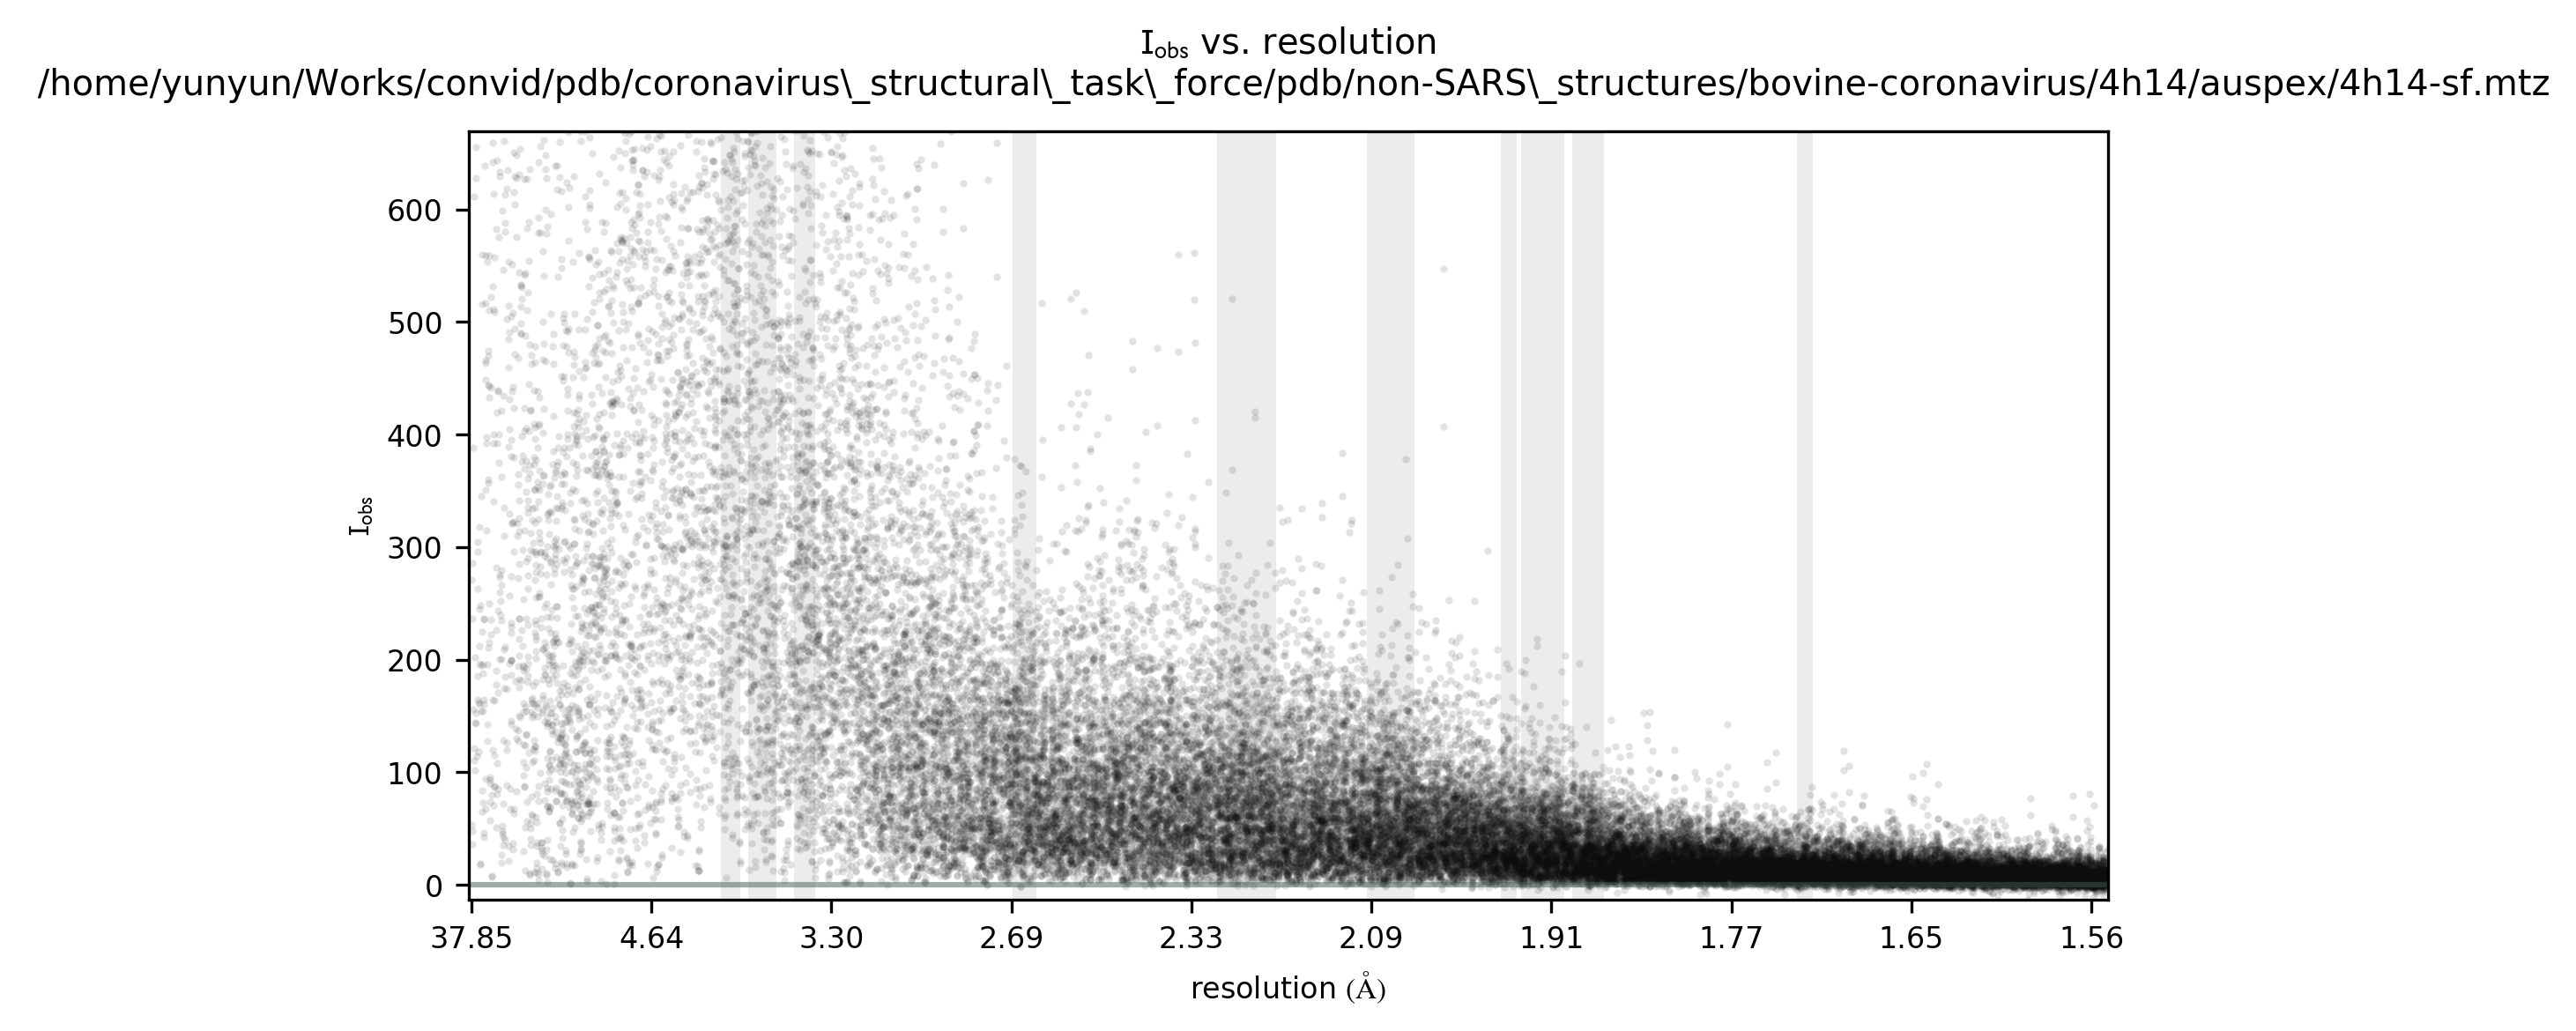 I_obs vs. resolution
/home/yunyun/Works/convid/pdb/coronavirus\_structural\_task\_force/pdb/non-SARS\_structures/bovine-coronavirus/4h14/auspex/4h14-sf.mtz
600
500
400
300
200
100
0
I_obs
37.85 4.64 3.30 2.69 2.33 2.09 1.91 1.77 1.65 1.56
resolution (Å)